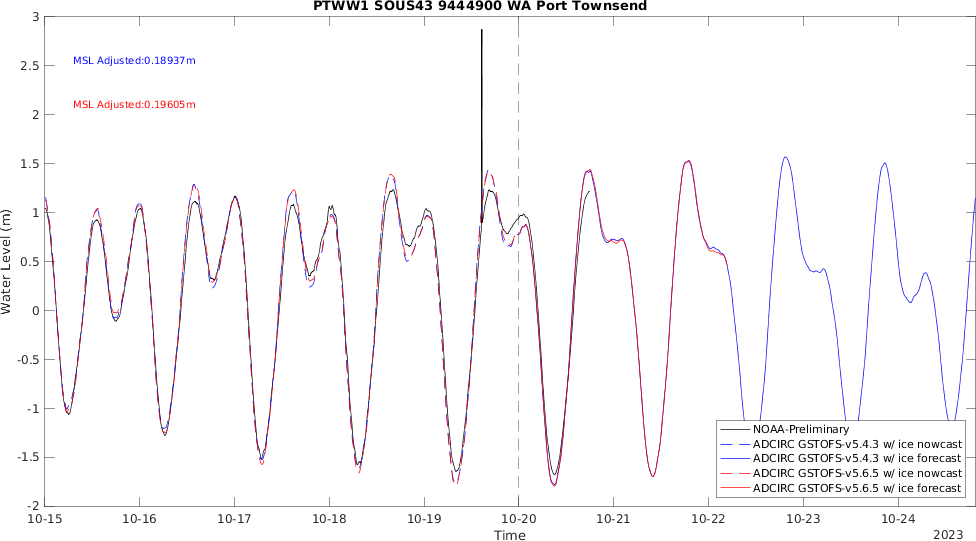 PTWW1 SOUS43 9444900 WA Port Townsend
3
2.5
2
1.5
1
0.5
0
-0.5
-1
-1.5
-2
Water Level (m)
MSL Adjusted:0.18937m
MSL Adjusted:0.19605m
NOAA-Preliminary
ADCIRC GSTOFS-v5.4.3 w/ ice nowcast
ADCIRC GSTOFS-v5.4.3 w/ ice forecast
ADCIRC GSTOFS-v5.6.5 w/ ice nowcast
ADCIRC GSTOFS-v5.6.5 w/ ice forecast
10-15 10-16 10-17 10-18 10-19 10-20 10-21 10-22 10-23 10-24
Time
2023